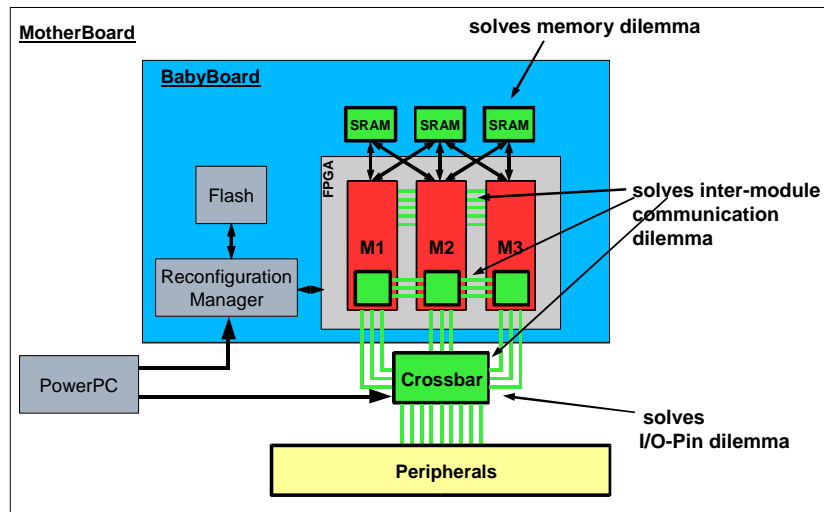 MotherBoard
solves memory dilemma
BabyBoard
SRAM
SRAM
SRAM
FPGA
Flash
M1
M2
M3
solves inter-module
communication
dilemma
Reconfiguration
Manager
PowerPC
Crossbar
solves
I/O-Pin dilemma
Peripherals